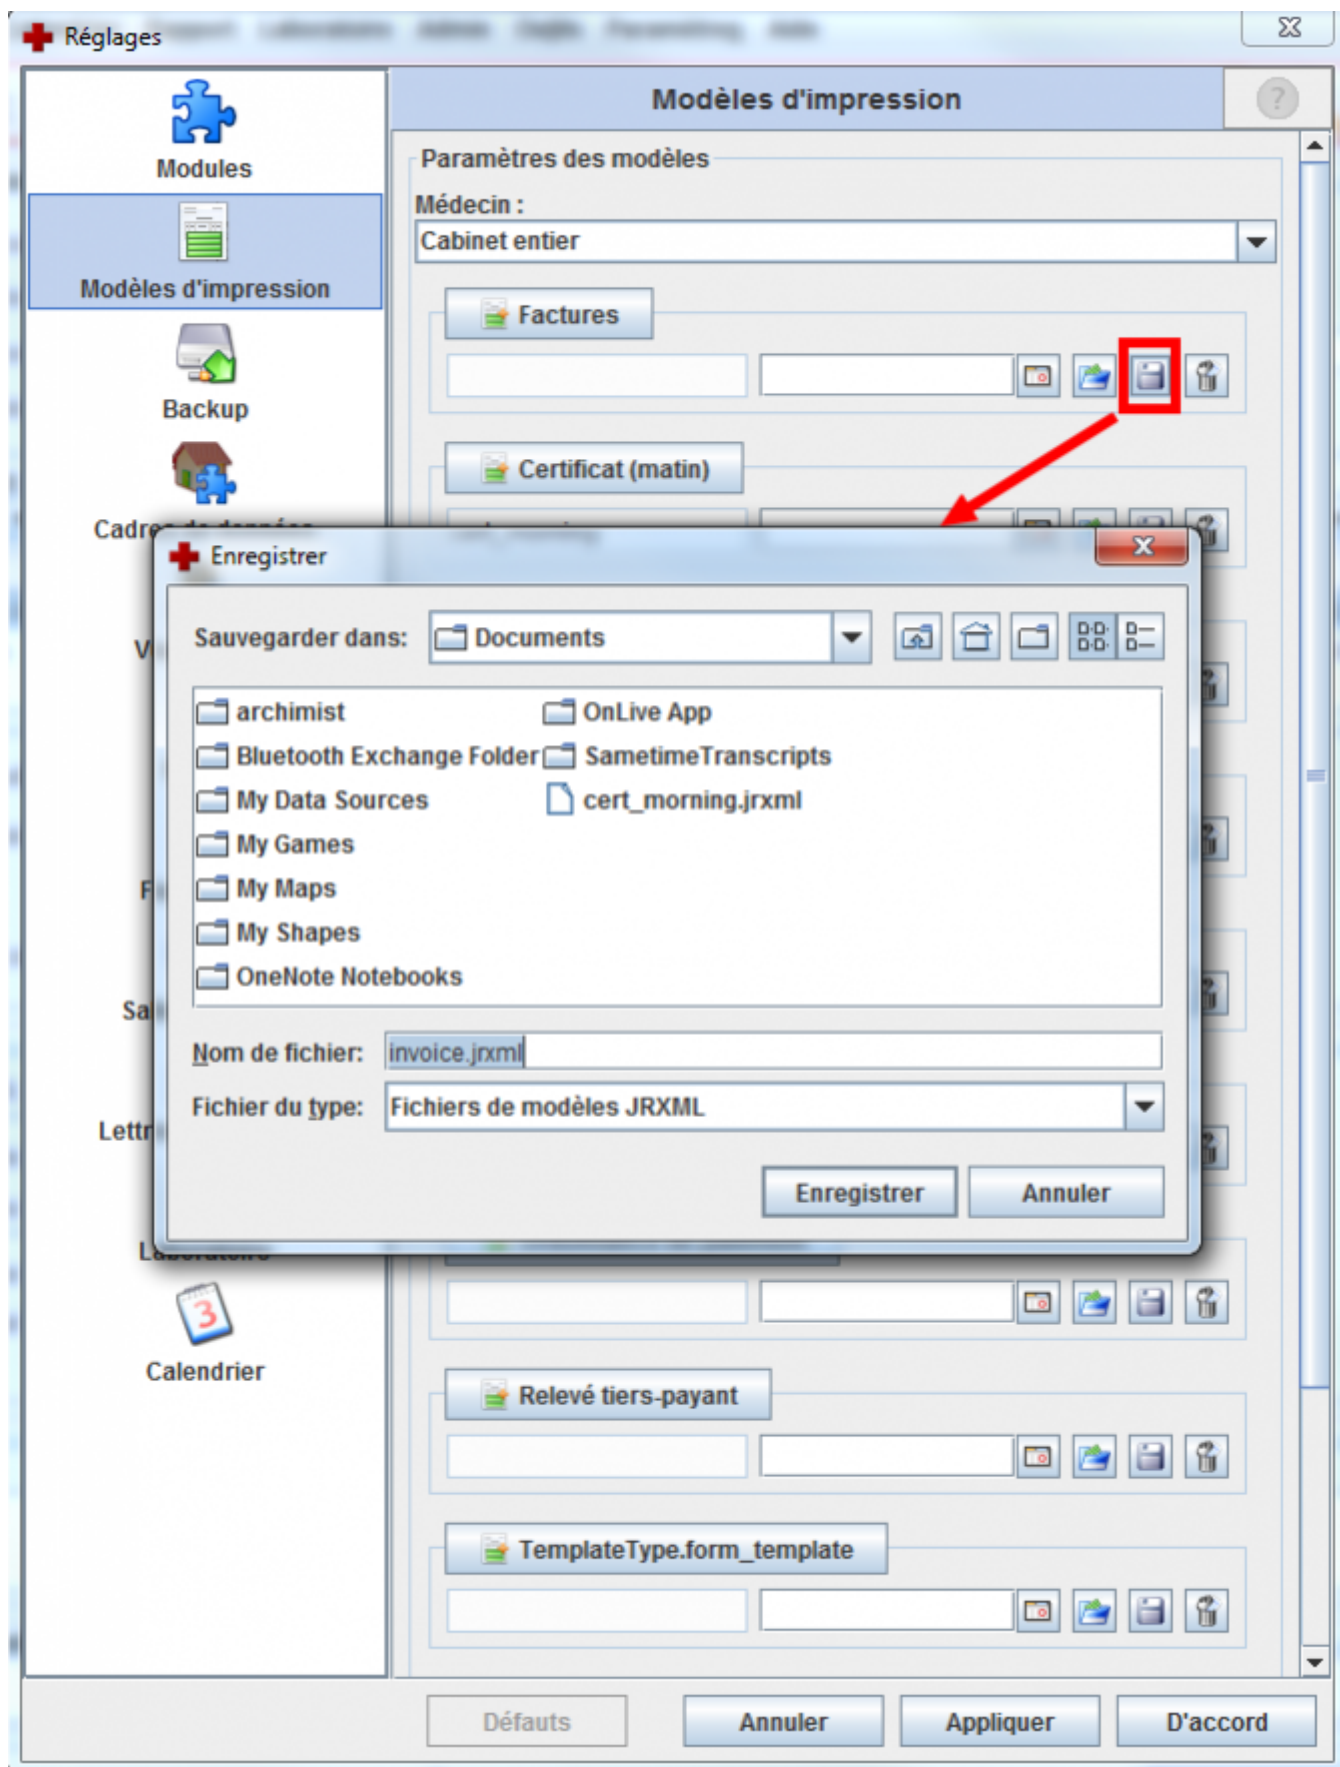 Réglages
Modules
Modèles d'impression
Backup
Calendrier
Modèles d'impression
?
Paramètres des modèles
Médecin :
Cabinet entier
Factures
Certificat (matin)
Enregistrer
Sauvegarder dans: Documents
archimist
Bluetooth Exchange Folder
My Data Sources
My Games
My Maps
My Shapes
OneNote Notebooks
OnLive App
SametimeTranscripts
cert_morning.jrxml
Nom de fichier: invoice.jrxml
Fichier du type: Fichiers de modèles JRXML
Enregistrer Annuler
3
Relevé tiers-payant
TemplateType.form_template
Défauts Annuler Appliquer D'accord